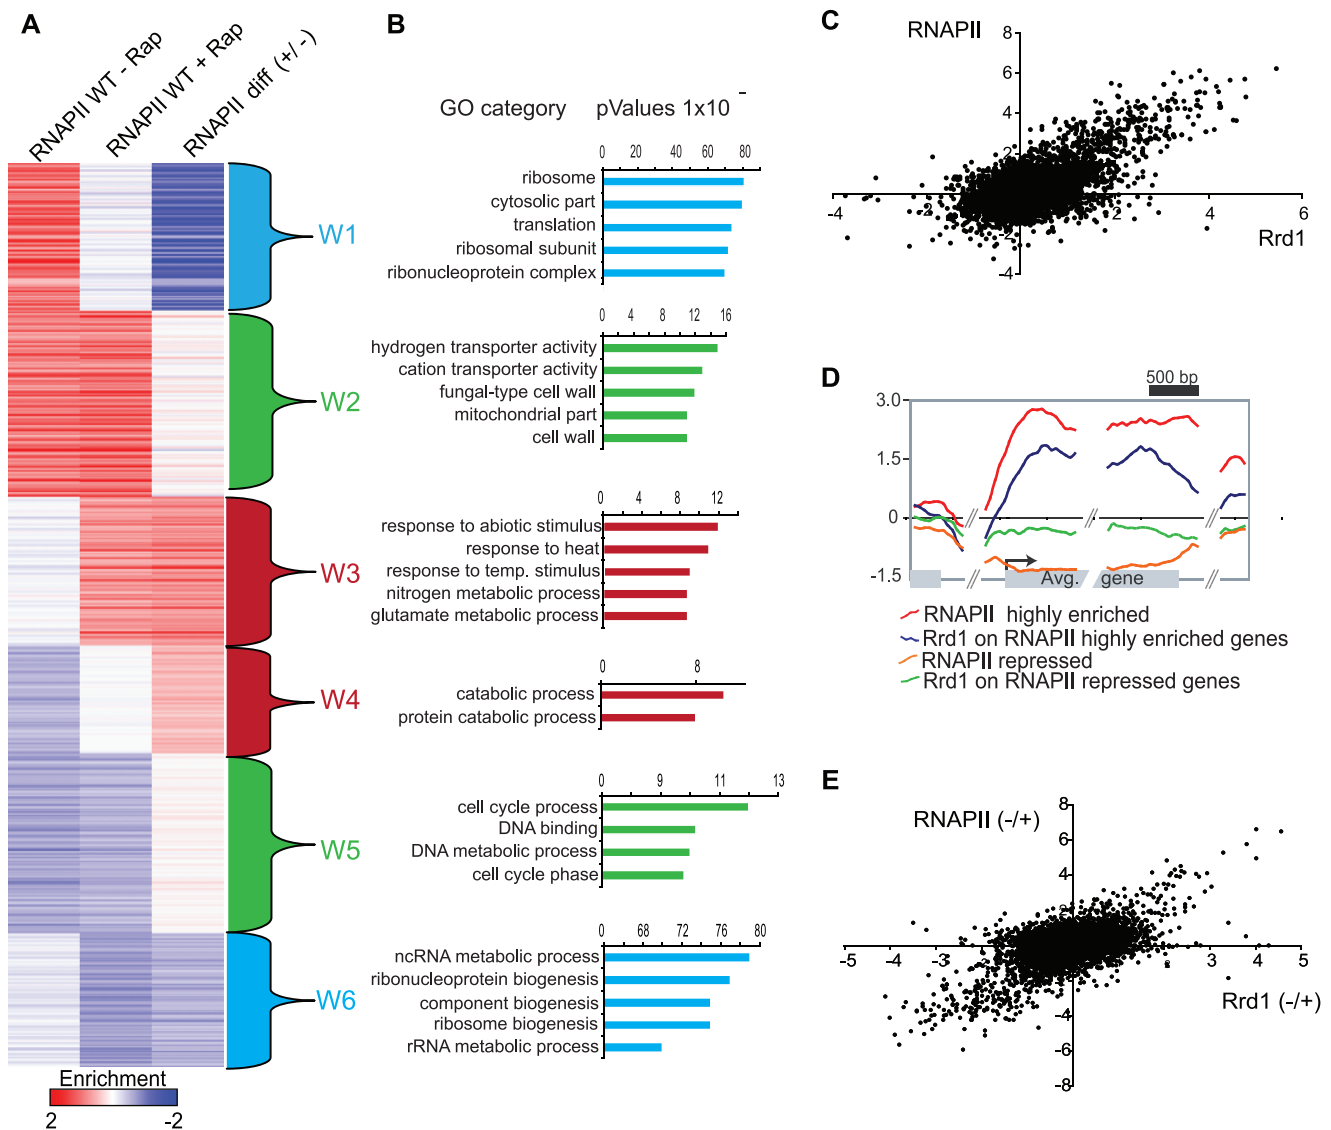 A
RNAPII WT - Rap
RNAPII WT + Rap
RNAPII diff (+/ -)
W1
W2
W3
W4
W5
W6
Enrichment
2 -2
B
GO category pValues 1x10 -
0 20 40 60 80
ribosome
cytosolic part
translation
ribosomal subunit
ribonucleoprotein complex
0 4 8 12 16
hydrogen transporter activity
cation transporter activity
fungal-type cell wall
mitochondrial part
cell wall
0 4 8 12
response to abiotic stimulus
response to heat
response to temp. stimulus
nitrogen metabolic process
glutamate metabolic process
0 8
catabolic process
protein catabolic process
0 9 11 13
cell cycle process
DNA binding
DNA metabolic process
cell cycle phase
0 68 72 76 80
ncRNA metabolic process
ribonucleoprotein biogenesis
component biogenesis
ribosome biogenesis
rRNA metabolic process
C
RNAPII
8
6
4
2
-4 -2 2 4 6
-2
-4
Rrd1
D
500 bp
3.0
1.5
0
-1.5
Avg. gene
RNAPII highly enriched
Rrd1 on RNAPII highly enriched genes
RNAPII repressed
Rrd1 on RNAPII repressed genes
E
RNAPII (-/+)
8
6
4
2
-5 -4 -3 3 4 5
-4
-6
-8
Rrd1 (-/+)